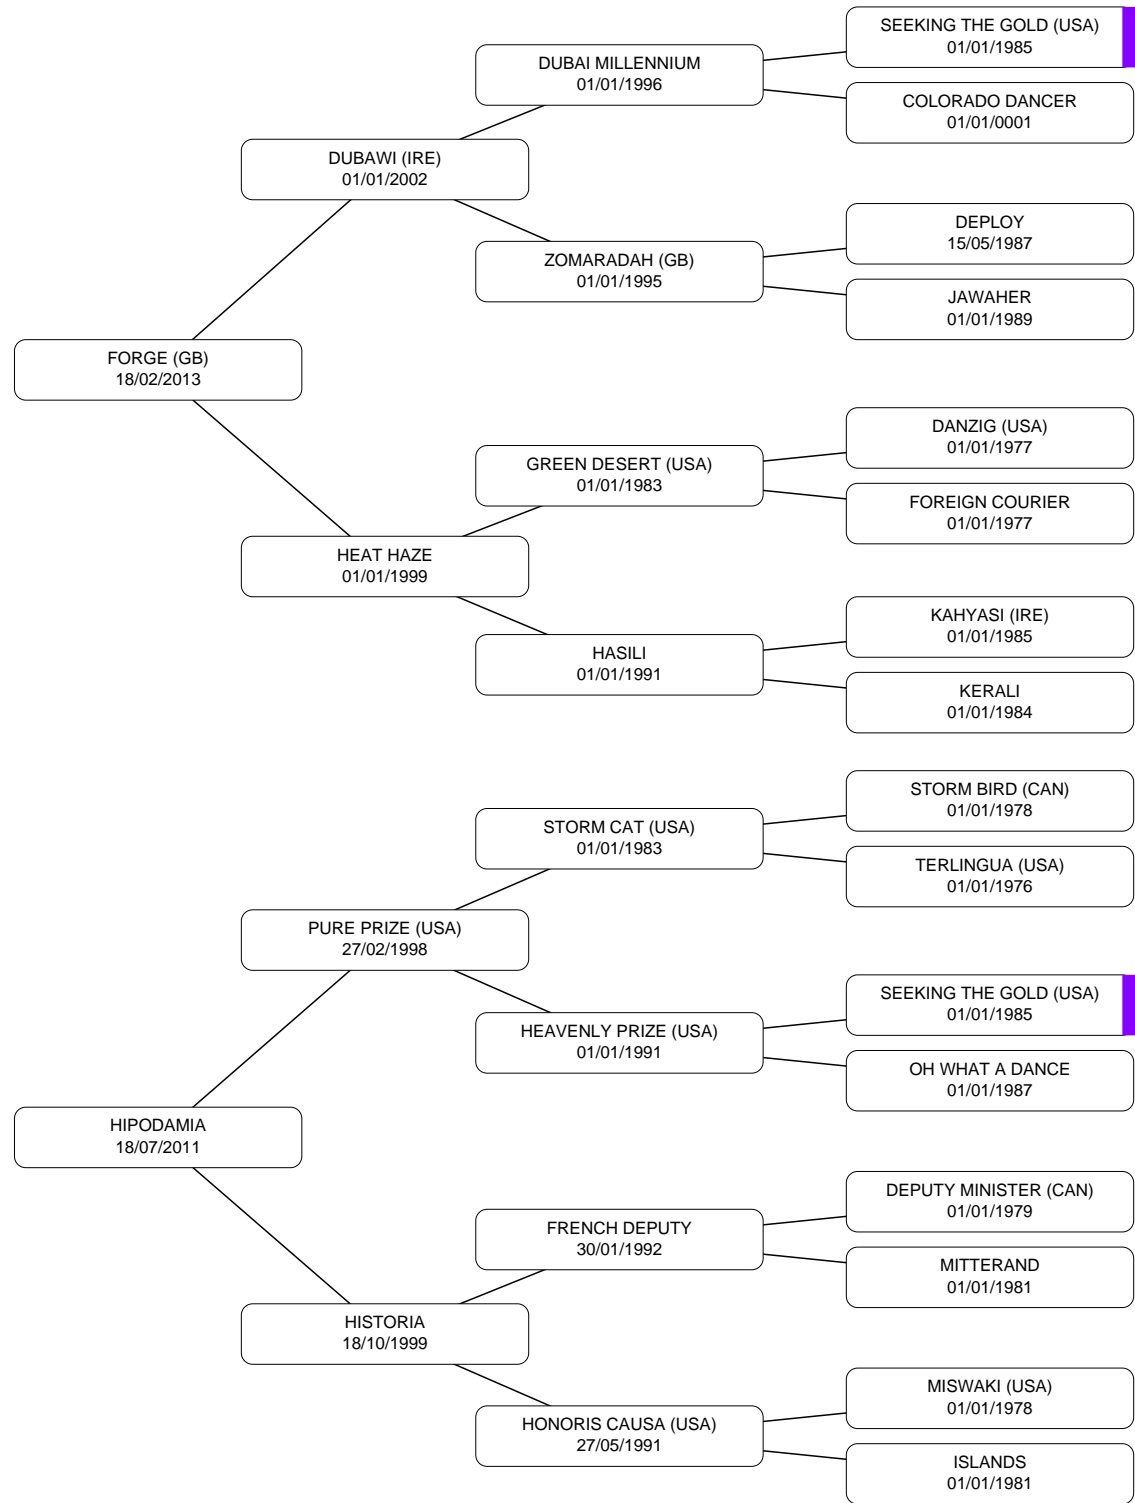 SEEKING THE GOLD (USA)
01/01/1985
DUBAI MILLENNIUM
01/01/1996
COLORADO DANCER
01/01/0001
DUBAWI (IRE)
01/01/2002
DEPLOY
15/05/1987
ZOMARADAH (GB)
01/01/1995
JAWAHER
01/01/1989
FORGE (GB)
18/02/2013
DANZIG (USA)
01/01/1977
GREEN DESERT (USA)
01/01/1983
FOREIGN COURIER
01/01/1977
HEAT HAZE
01/01/1999
KAHYASI (IRE)
01/01/1985
HASILI
01/01/1991
KERALI
01/01/1984
STORM BIRD (CAN)
01/01/1978
STORM CAT (USA)
01/01/1983
TERLINGUA (USA)
01/01/1976
PURE PRIZE (USA)
27/02/1998
SEEKING THE GOLD (USA)
01/01/1985
HEAVENLY PRIZE (USA)
01/01/1991
OH WHAT A DANCE
01/01/1987
HIPODAMIA
18/07/2011
DEPUTY MINISTER (CAN)
01/01/1979
FRENCH DEPUTY
30/01/1992
MITTERAND
01/01/1981
HISTORIA
18/10/1999
MISWAKI (USA)
01/01/1978
HONORIS CAUSA (USA)
27/05/1991
ISLANDS
01/01/1981